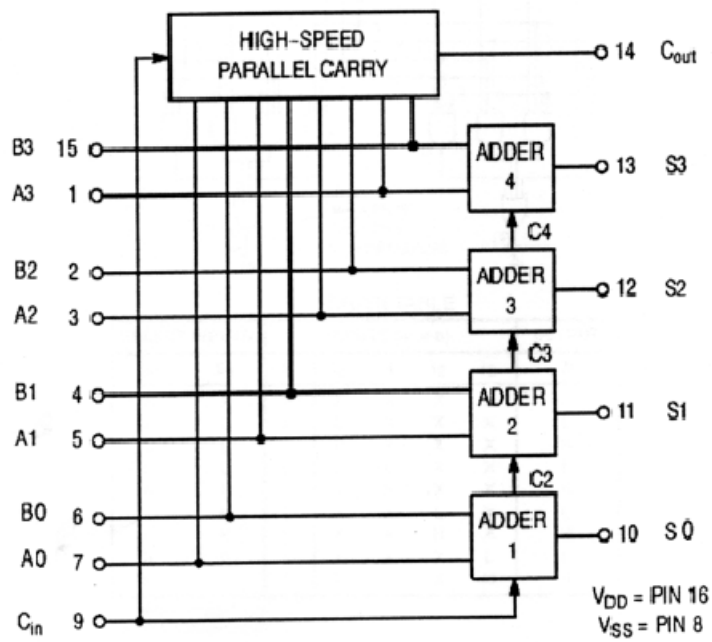 HIGH-SPEED
PARALLEL CARRY
14 Cout
B3 15
A3 1
ADDER
4
13 S3
C4
B2 2
A2 3
ADDER
3
12 S2
C3
B1 4
A1 5
ADDER
2
11 S1
C2
B0 6
A0 7
ADDER
1
10 S0
Cin 9
VDD = PIN 16
VSS = PIN 8